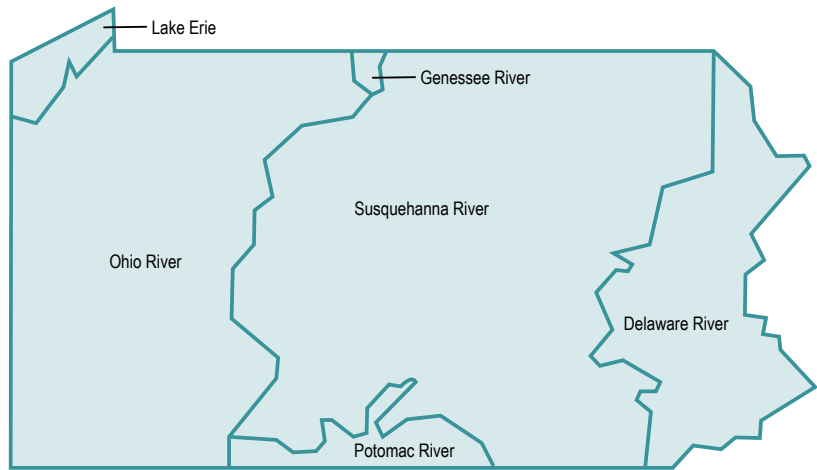 Lake Erie
Genessee River
Susquehanna River
Ohio River
Delaware River
Potomac River